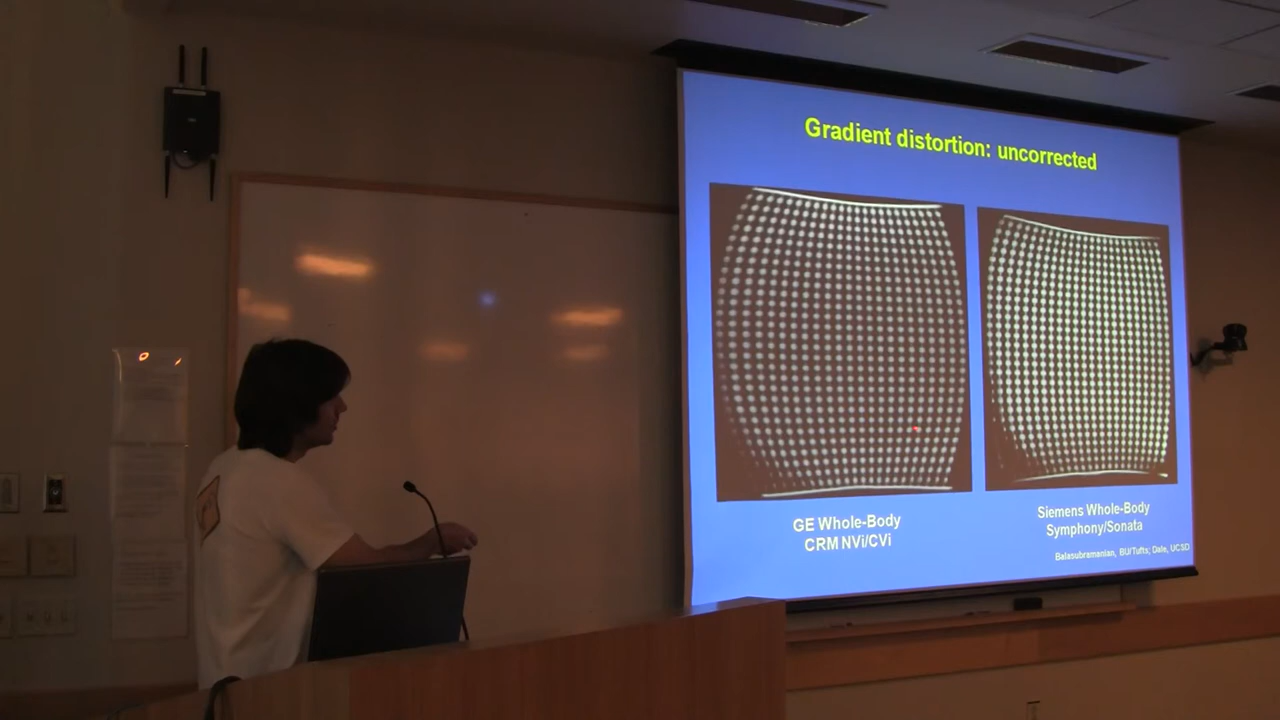 Gradient distortion: uncorrected
GE Whole-Body
CRM NVi/CVi
Siemens Whole-Body
Symphony/Sonata
Balasubramanian, BU/Tufts; Dale, UCSD